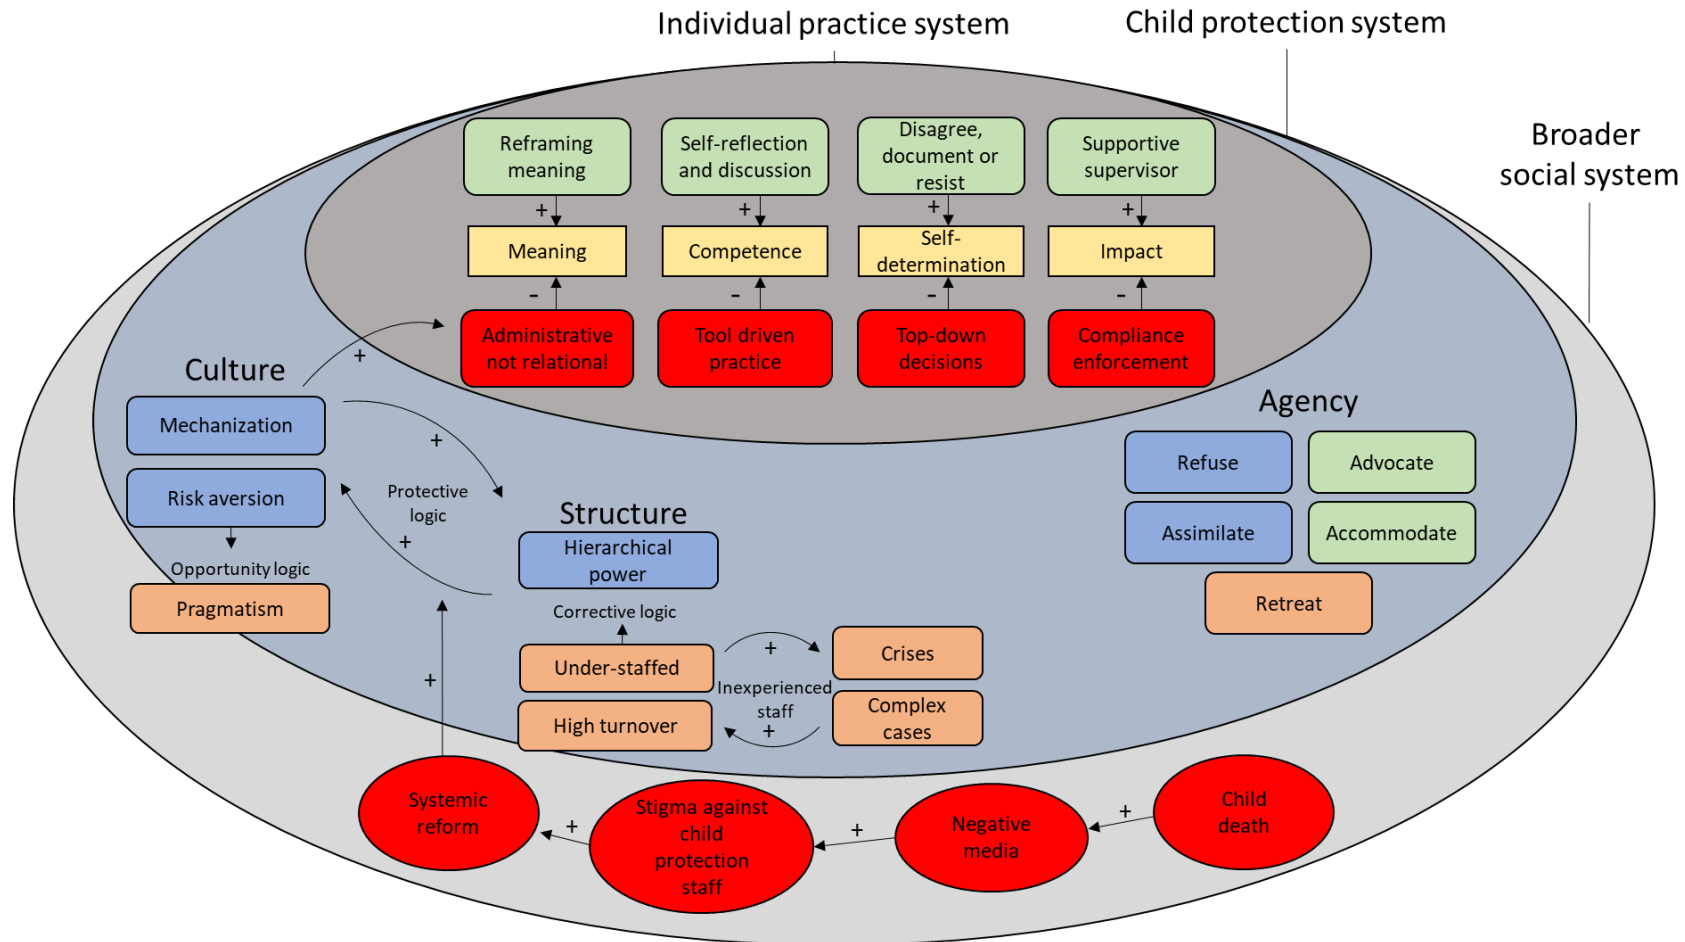 Individual practice system
Child protection system
Broader
social system
Reframing
meaning
Self-reflection
and discussion
Disagree,
document or
resist
Supportive
supervisor
+
+
+
+
Meaning
Competence
Self-
determination
Impact
-
-
-
-
Administrative
not relational
Tool driven
practice
Top-down
decisions
Compliance
enforcement
Culture
+
Mechanization
+
Risk aversion
Protective
logic
+
Opportunity logic
Pragmatism
Structure
Hierarchical
power
Corrective logic
Under-staffed
High turnover
+
Inexperienced
staff
+
Crises
Complex
cases
Agency
Refuse
Advocate
Assimilate
Accommodate
Retreat
+
Systemic
reform
+
Stigma against
child
protection
staff
+
Negative
media
+
Child
death